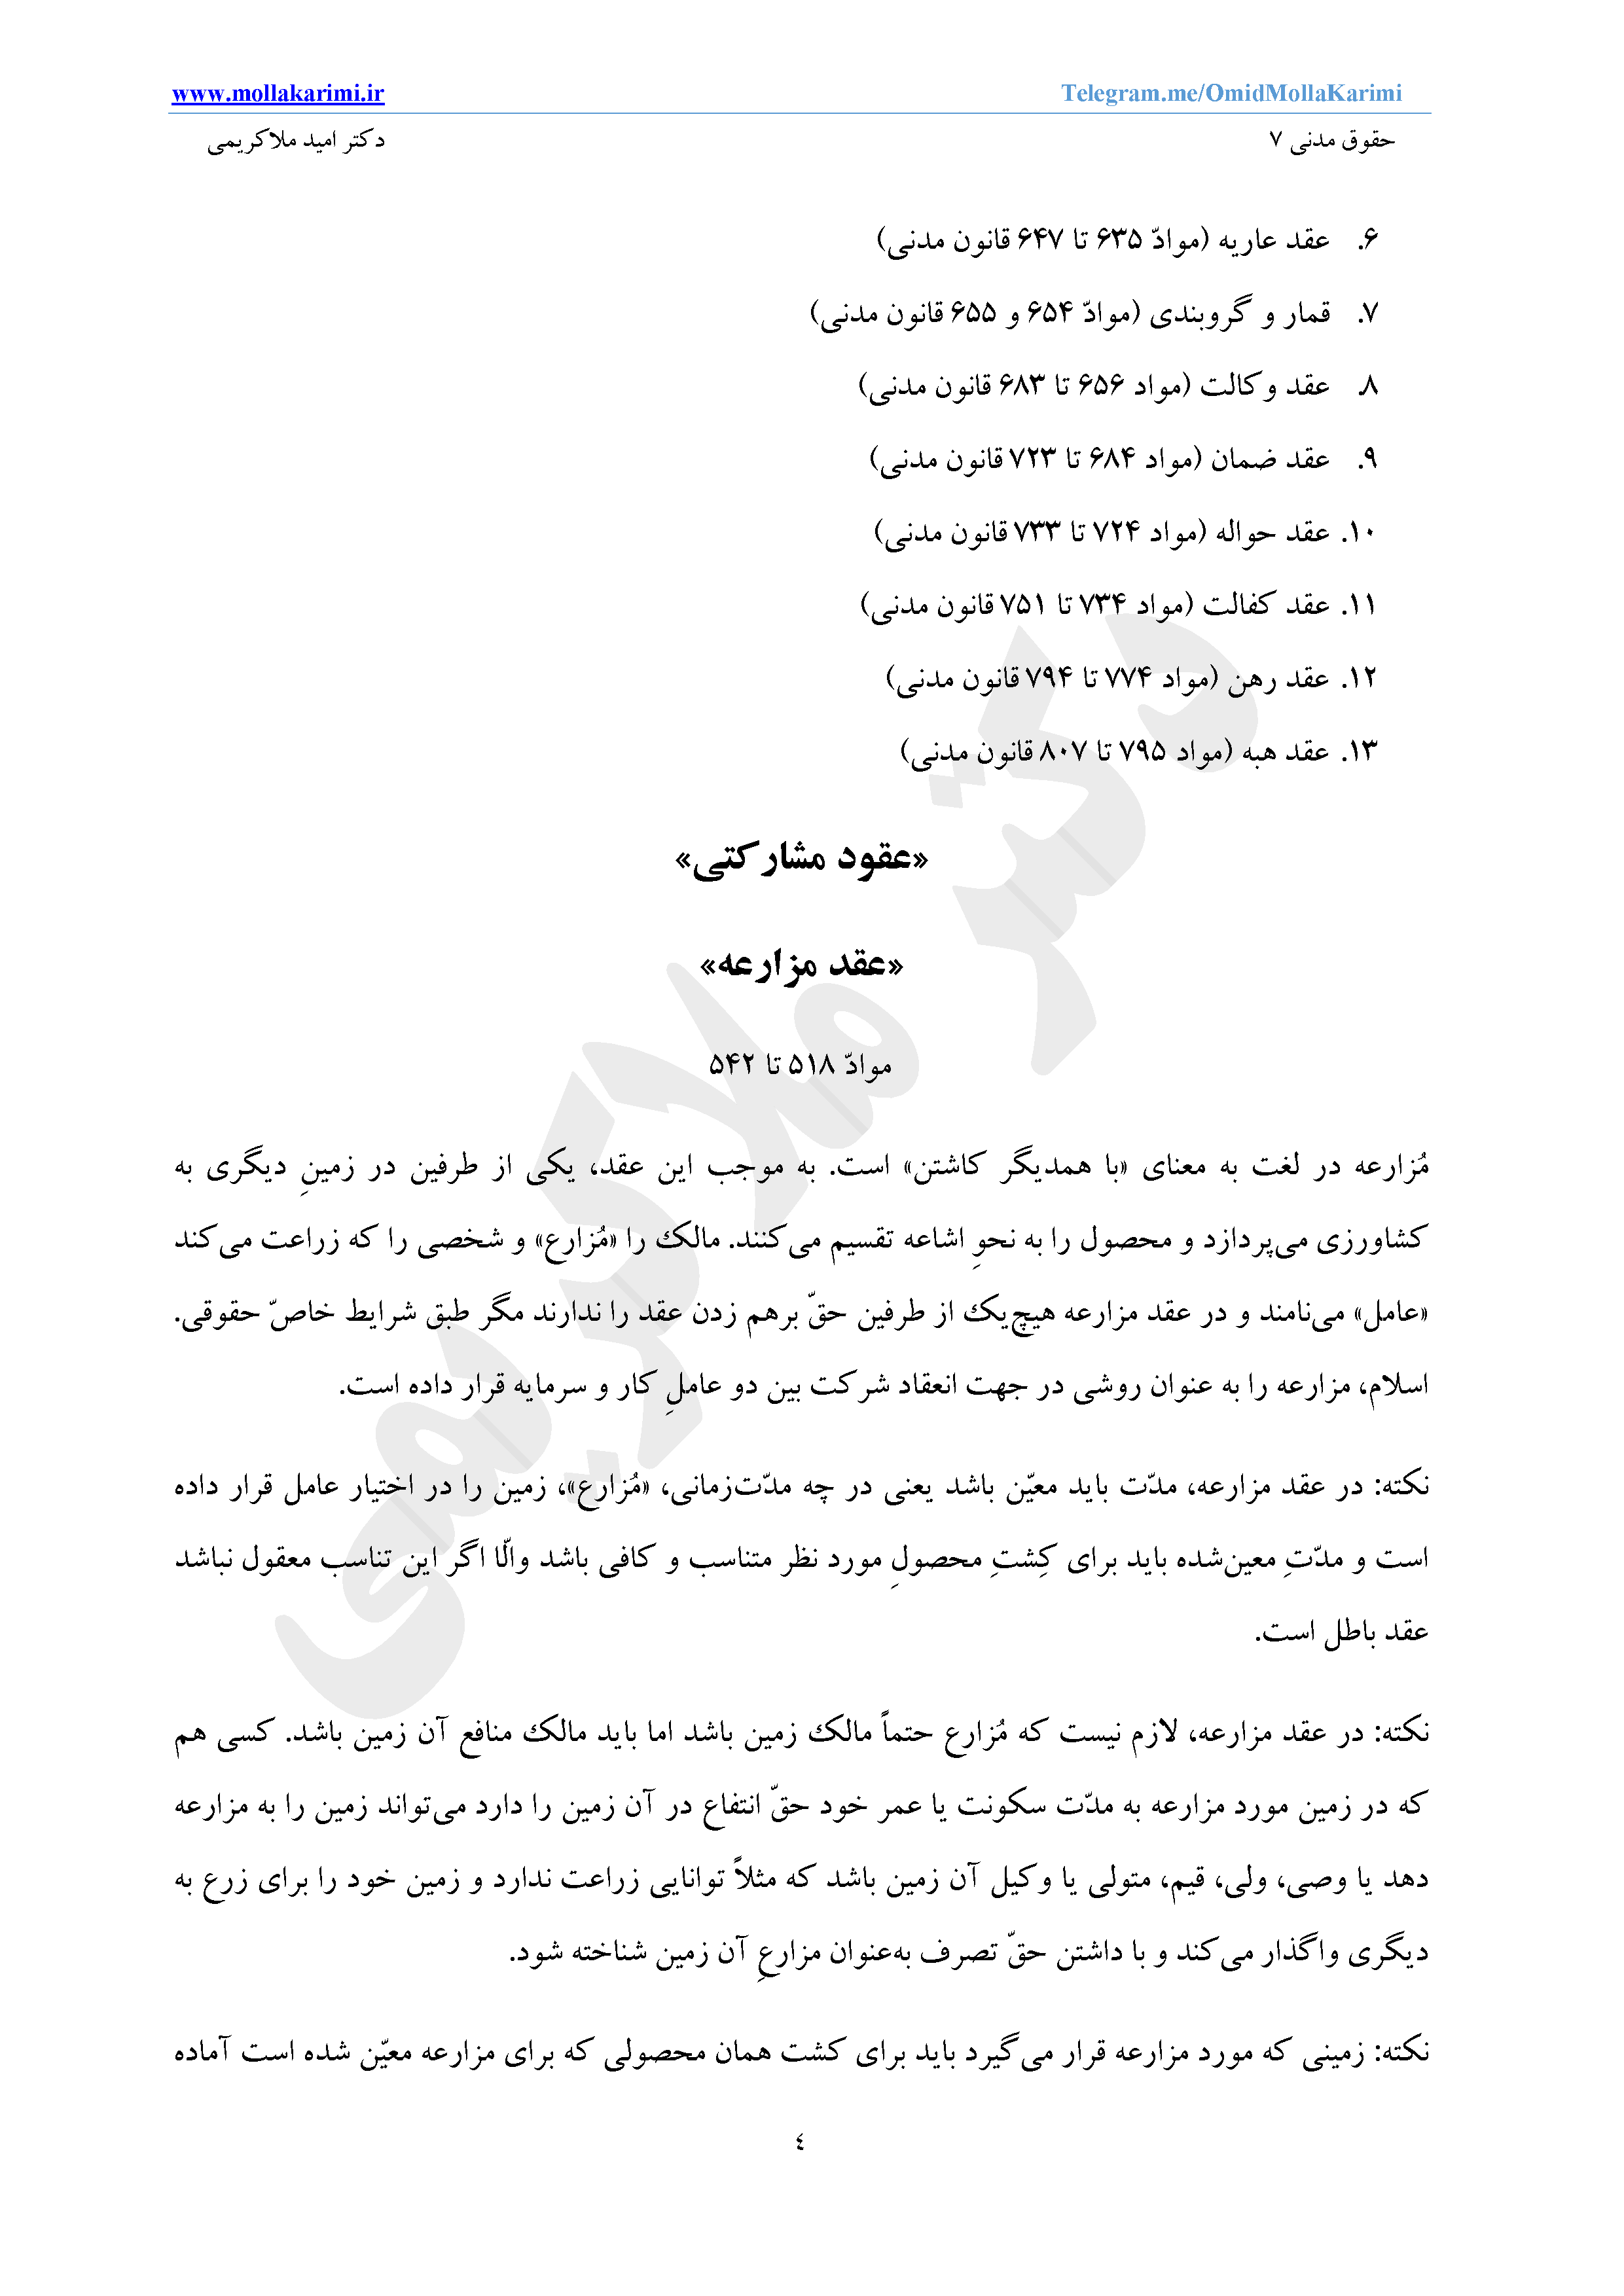 www.mollakarimi.ir Telegram.me/OmidMollaKarimi
حقوق مدنی ۷ دکتر امید ملاکریمی
۶. عقد عاریه (موادّ ۶۳۵ تا ۶۴۷ قانون مدنی)
۷. قمار و گروبندی (موادّ ۶۵۴ و ۶۵۵ قانون مدنی)
۸. عقد وکالت (مواد ۶۵۶ تا ۶۸۳ قانون مدنی)
۹. عقد ضمان (مواد ۶۸۴ تا ۷۲۳ قانون مدنی)
۱۰. عقد حواله (مواد ۷۲۴ تا ۷۳۳ قانون مدنی)
۱۱. عقد کفالت (مواد ۷۳۴ تا ۷۵۱ قانون مدنی)
۱۲. عقد رهن (مواد ۷۷۴ تا ۷۹۴ قانون مدنی)
۱۳. عقد هبه (مواد ۷۹۵ تا ۸۰۷ قانون مدنی)
«عقود مشارکتی»
«عقد مزارعه»
موادّ ۵۱۸ تا ۵۴۲
مُزارعه در لغت به معنای «با همدیگر کاشتن» است. به موجب این عقد، یکی از طرفین در زمینِ دیگری به
کشاورزی می‌پردازد و محصول را به نحوِ اشاعه تقسیم می‌کنند. مالک را «مُزارع» و شخصی را که زراعت می‌کند
«عامل» می‌نامند و در عقد مزارعه هیچ‌یک از طرفین حقّ برهم زدن عقد را ندارند مگر طبق شرایط خاصّ حقوقی.
اسلام، مزارعه را به عنوان روشی در جهت انعقاد شرکت بین دو عاملِ کار و سرمایه قرار داده است.
نکته: در عقد مزارعه، مدّت باید معیّن باشد یعنی در چه مدّت‌زمانی، «مُزارع»، زمین را در اختیار عامل قرار داده
است و مدّتِ معین‌شده باید برای کِشتِ محصولِ مورد نظر متناسب و کافی باشد والّا اگر این تناسب معقول نباشد
عقد باطل است.
نکته: در عقد مزارعه، لازم نیست که مُزارع حتماً مالک زمین باشد اما باید مالک منافع آن زمین باشد. کسی هم
که در زمین مورد مزارعه به مدّت سکونت یا عمر خود حقّ انتفاع در آن زمین را دارد می‌تواند زمین را به مزارعه
دهد یا وصی، ولی، قیم، متولی یا وکیل آن زمین باشد که مثلاً توانایی زراعت ندارد و زمین خود را برای زرع به
دیگری واگذار می‌کند و با داشتن حقّ تصرف به‌عنوان مزارعِ آن زمین شناخته شود.
نکته: زمینی که مورد مزارعه قرار می‌گیرد باید برای کشت همان محصولی که برای مزارعه معیّن شده است آماده
٤
دکتر ملاکریمی